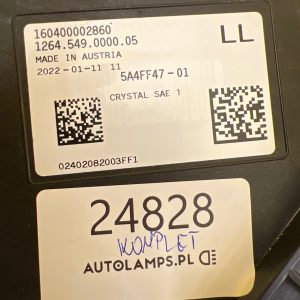 160400002860
1264.549.0000.05
LL
MADE IN AUSTRIA
2022-01-11 11
5A4FF47-01
CRYSTAL SAE 1
02402082003FF1
24828
KOMPLET
AUTOLAMPS.PL